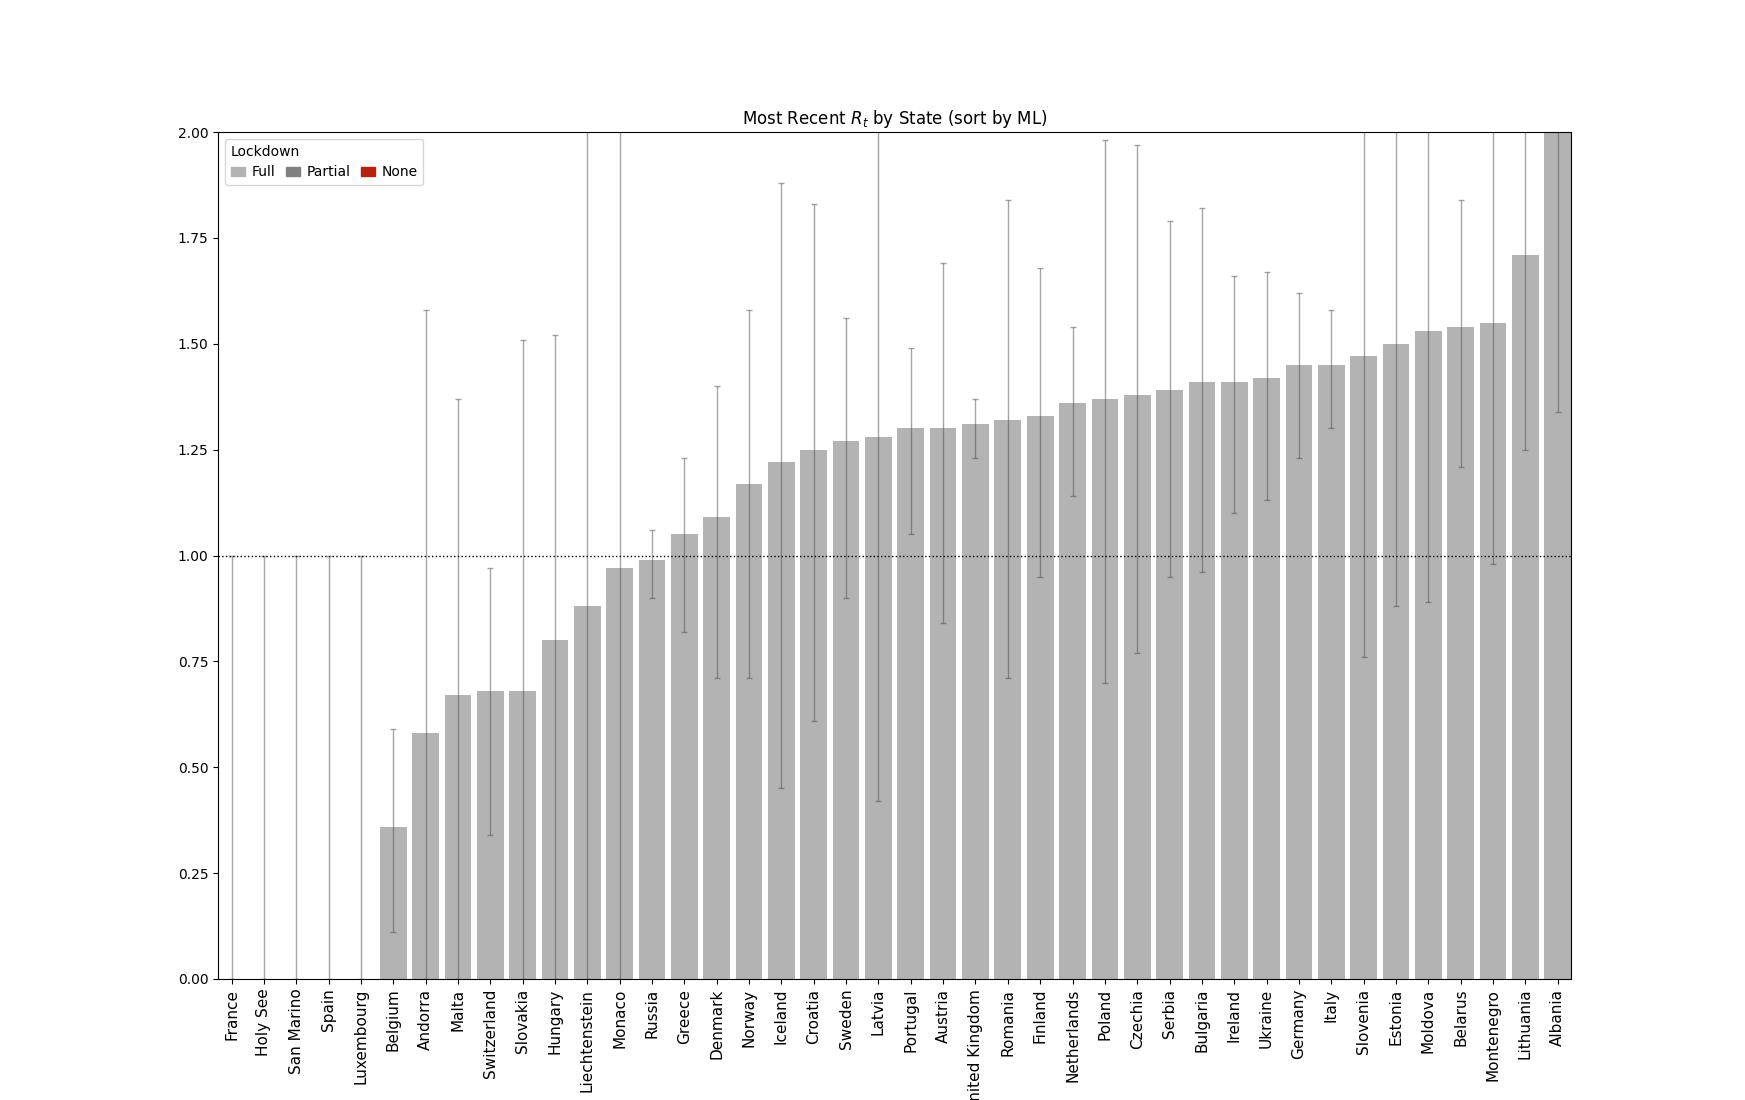 Most Recent R_t by State (sort by ML)
Lockdown
Full Partial None
2.00
1.75
1.50
1.25
1.00
0.75
0.50
0.25
0.00
France
Holy See
San Marino
Spain
Luxembourg
Belgium
Andorra
Malta
Switzerland
Slovakia
Hungary
Liechtenstein
Monaco
Russia
Greece
Denmark
Norway
Iceland
Croatia
Sweden
Latvia
Portugal
Austria
nited Kingdom
Romania
Finland
Netherlands
Poland
Czechia
Serbia
Bulgaria
Ireland
Ukraine
Germany
Italy
Slovenia
Estonia
Moldova
Belarus
Montenegro
Lithuania
Albania